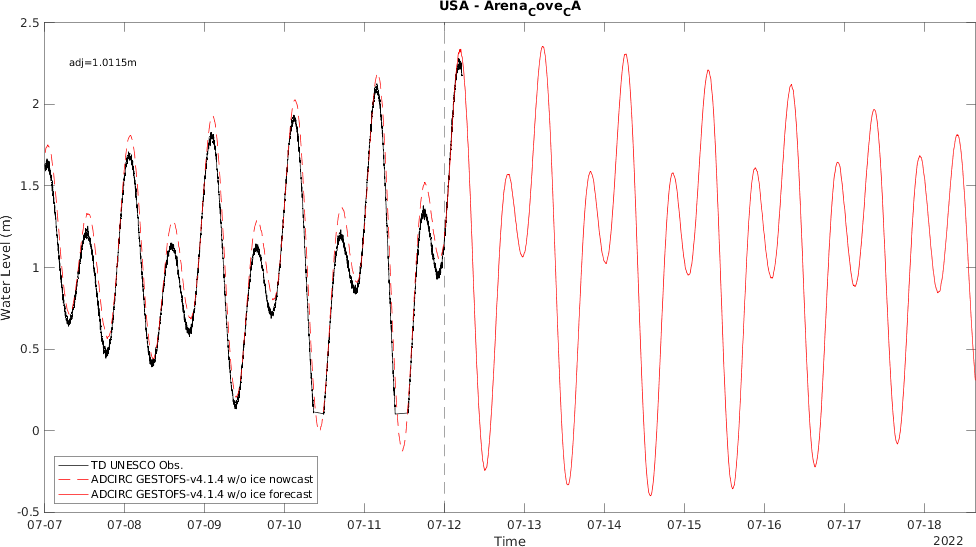 USA - ArenaCoveCA
adj=1.0115m
2.5
2
1.5
1
0.5
0
-0.5
Water Level (m)
TD UNESCO Obs.
ADCIRC GESTOFS-v4.1.4 w/o ice nowcast
ADCIRC GESTOFS-v4.1.4 w/o ice forecast
07-07 07-08 07-09 07-10 07-11 07-12 07-13 07-14 07-15 07-16 07-17 07-18
Time
2022